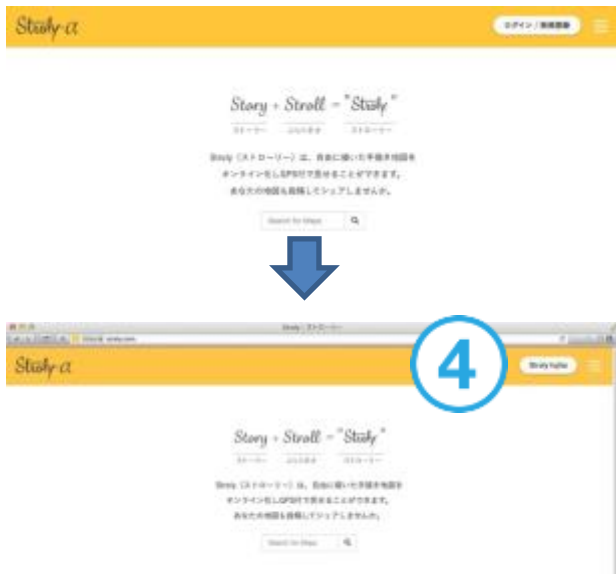 Stroly α
ログイン / 新規登録
Story + Stroll = "Stroly"
ストーリー ぶらぶら歩き ストローリー
Stroly（ストローリー）は、自由に描いた手描き地図を
オンライン化しGPS付で見せることができます。
あなたの地図も投稿してシェアしませんか。
Search for Maps
Stroly | ストローリー
stroly.com
4
Stroly α
Story + Stroll = "Stroly"
ストローリー
Stroly（ストローリー）は、自由に描いた手描き地図を
オンライン化しGPS付で見せることができます。
あなたの地図も投稿してシェアしませんか。
Search for Maps